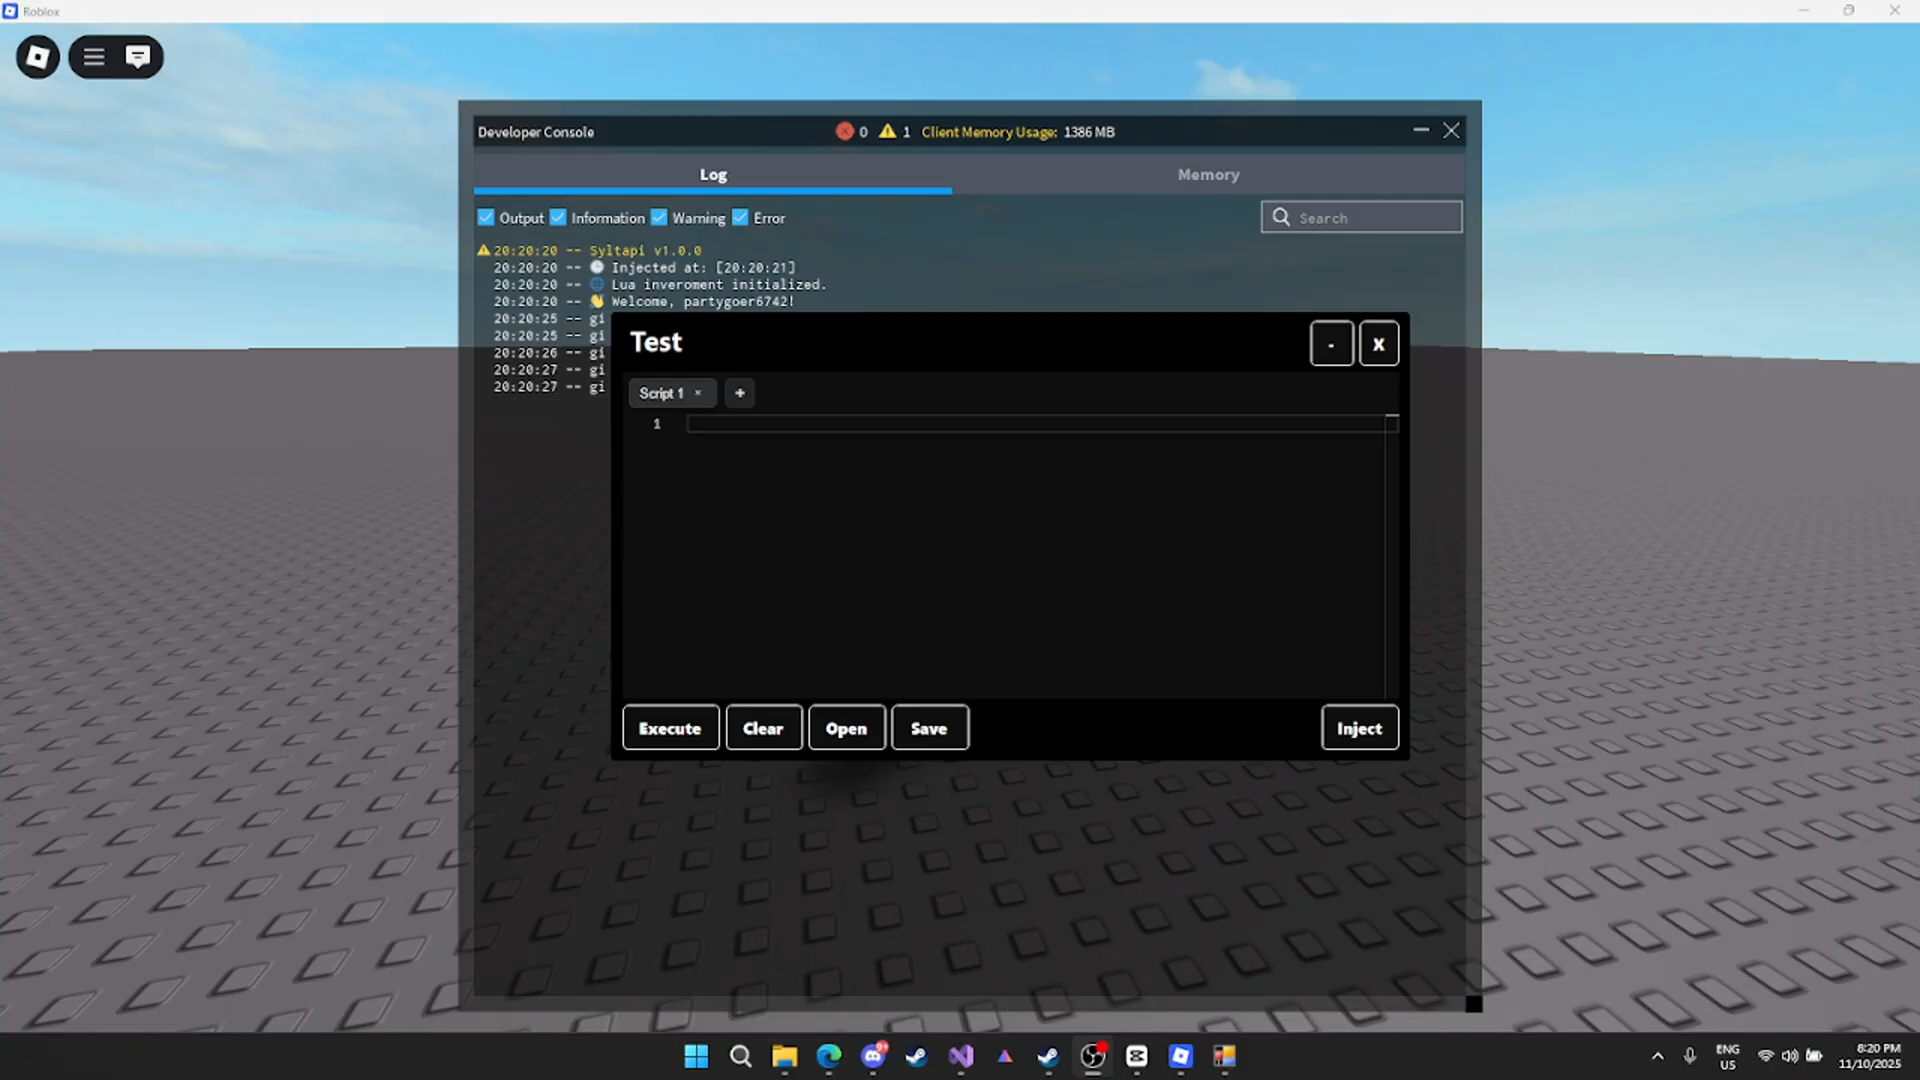 Roblox
Developer Console
0
1
Client Memory Usage: 1386 MB
Log
Memory
Output
Information
Warning
Error
Search
20:20:20 -- Syltapi v1.0.0
20:20:20 -- 🕒 Injected at: [20:20:21]
20:20:20 -- 🌐 Lua inveroment initialized.
20:20:20 -- 👋 Welcome, partygoer6742!
20:20:25 -- gi
20:20:25 -- gi
20:20:26 -- gi
20:20:27 -- gi
20:20:27 -- gi
Test
-
X
Script 1 ×
+
1
Execute
Clear
Open
Save
Inject
9+
ENG
US
8:20 PM
11/10/2025